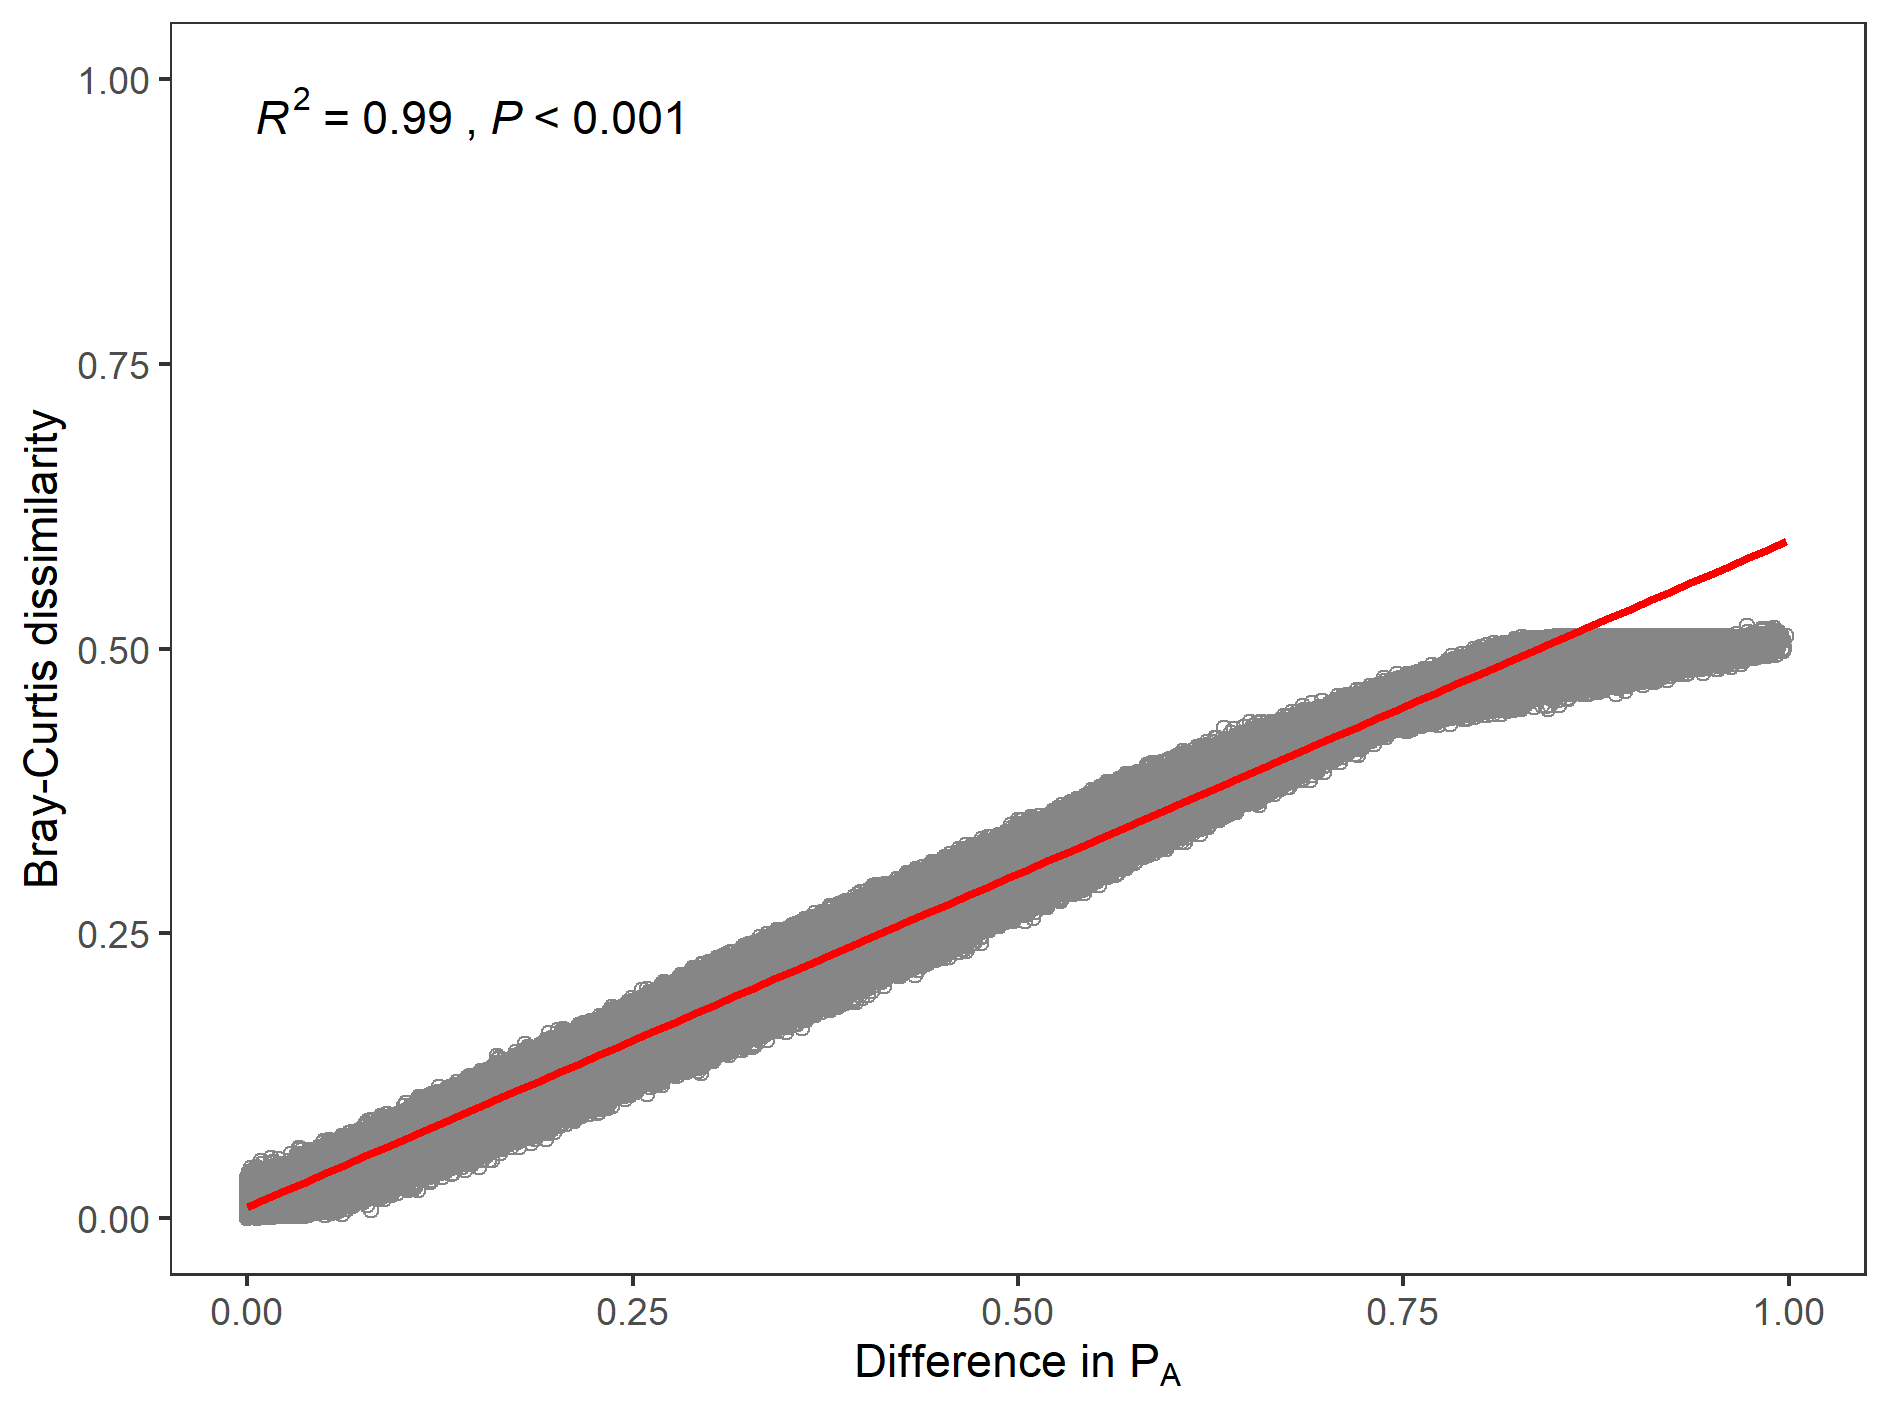 R² = 0.99 , P < 0.001
1.00
0.75
0.50
0.25
0.00
Bray-Curtis dissimilarity
0.00 0.25 0.50 0.75 1.00
Difference in P_A